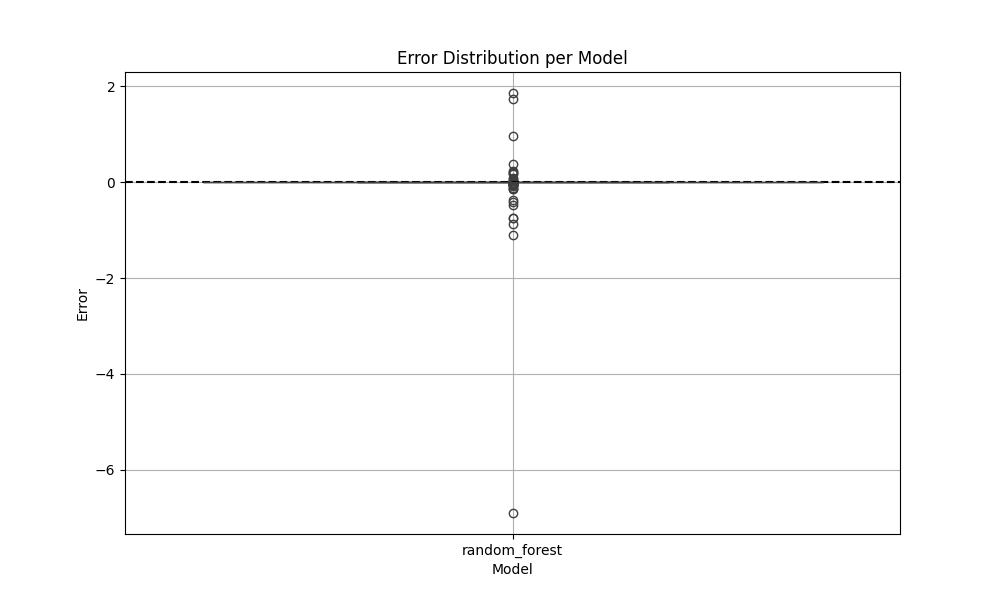 Error Distribution per Model
2
0
−2
−4
−6
Error
random_forest
Model